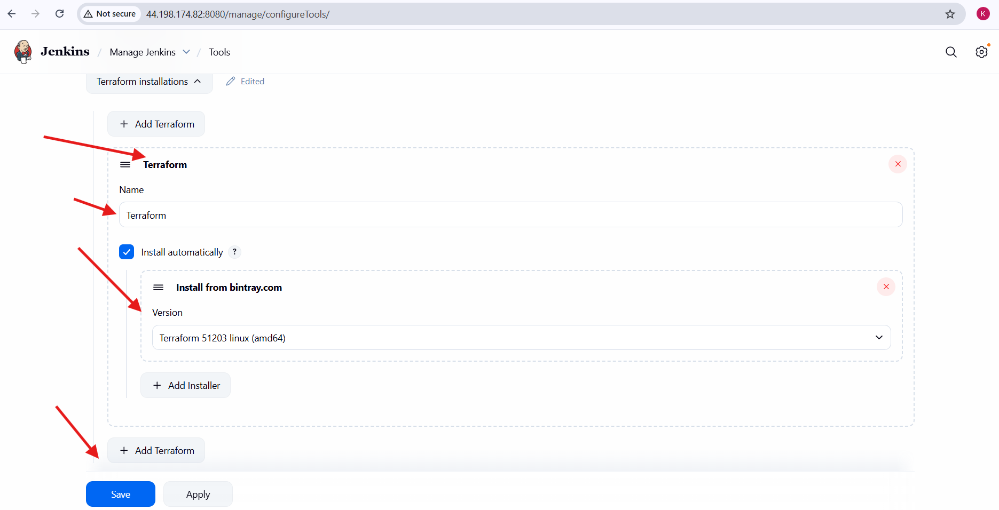 Not secure 44.198.174.82:8080/manage/configureTools/ K
Jenkins / Manage Jenkins / Tools
Terraform installations Edited
+ Add Terraform
Terraform
Name
Terraform
Install automatically ?
Install from bintray.com
Version
Terraform 51203 linux (amd64)
+ Add Installer
+ Add Terraform
Save Apply